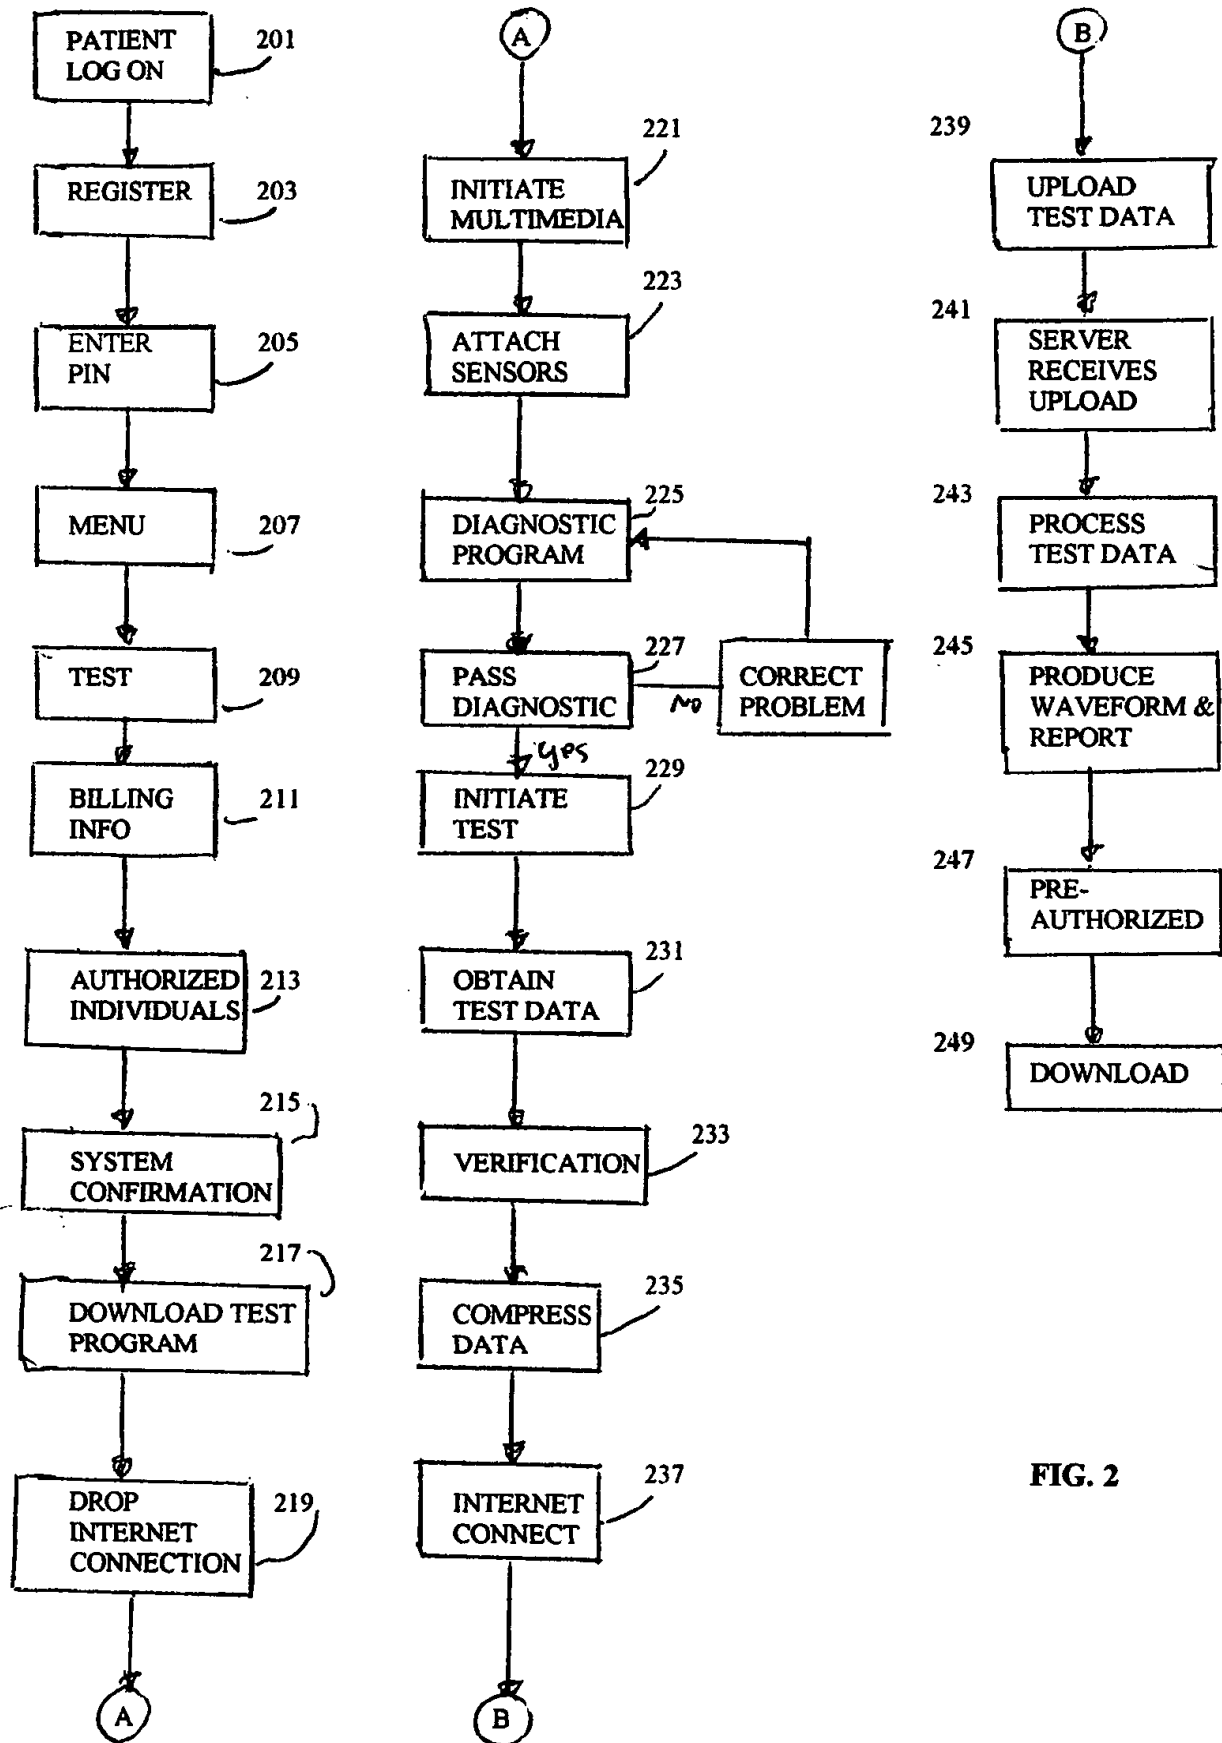 PATIENT
LOG ON
201
REGISTER
203
ENTER
PIN
205
MENU
207
TEST
209
BILLING
INFO
211
AUTHORIZED
INDIVIDUALS
213
215
SYSTEM
CONFIRMATION
217
DOWNLOAD TEST
PROGRAM
DROP
INTERNET
CONNECTION
219
A
A
221
INITIATE
MULTIMEDIA
223
ATTACH
SENSORS
225
DIAGNOSTIC
PROGRAM
227
PASS
DIAGNOSTIC
NO
CORRECT
PROBLEM
yes
229
INITIATE
TEST
231
OBTAIN
TEST DATA
233
VERIFICATION
235
COMPRESS
DATA
237
INTERNET
CONNECT
B
B
239
UPLOAD
TEST DATA
241
SERVER
RECEIVES
UPLOAD
243
PROCESS
TEST DATA
245
PRODUCE
WAVEFORM &
REPORT
247
PRE-
AUTHORIZED
249
DOWNLOAD
FIG. 2